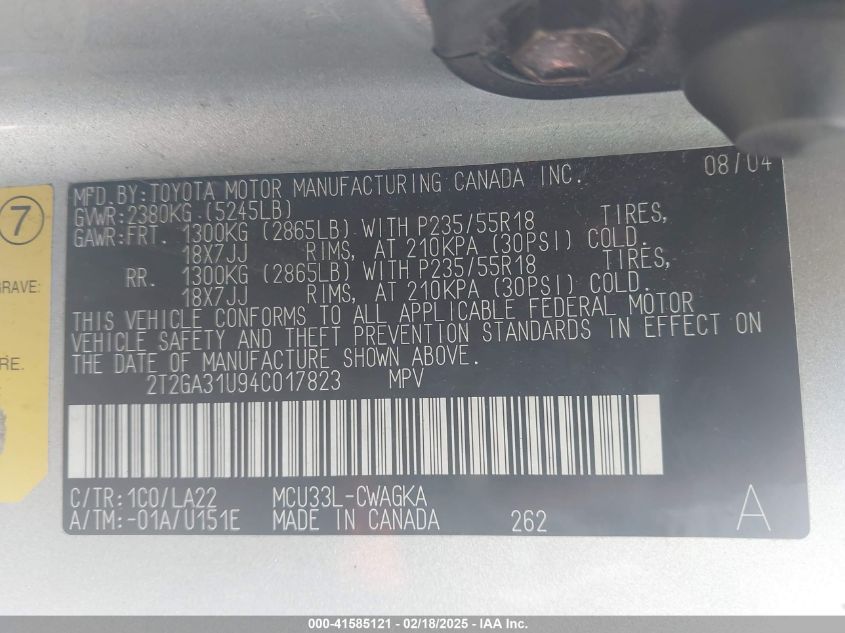 08/04
MFD.BY:TOYOTA MOTOR MANUFACTURING CANADA INC.
GVWR:2380KG (5245LB)
GAWR:FRT. 1300KG (2865LB) WITH P235/55R18 TIRES,
18X7JJ RIMS, AT 210KPA (30PSI) COLD.
RR. 1300KG (2865LB) WITH P235/55R18 TIRES,
18X7JJ RIMS, AT 210KPA (30PSI) COLD.
THIS VEHICLE CONFORMS TO ALL APPLICABLE FEDERAL MOTOR
VEHICLE SAFETY AND THEFT PREVENTION STANDARDS IN EFFECT ON
THE DATE OF MANUFACTURE SHOWN ABOVE.
2T2GA31U94C017823 MPV
C/TR:1C0/LA22 MCU33L-CWAGKA
A/TM:-01A/U151E MADE IN CANADA 262 A
7
GRAVE:
RE.
000-41585121 - 02/18/2025 - IAA Inc.